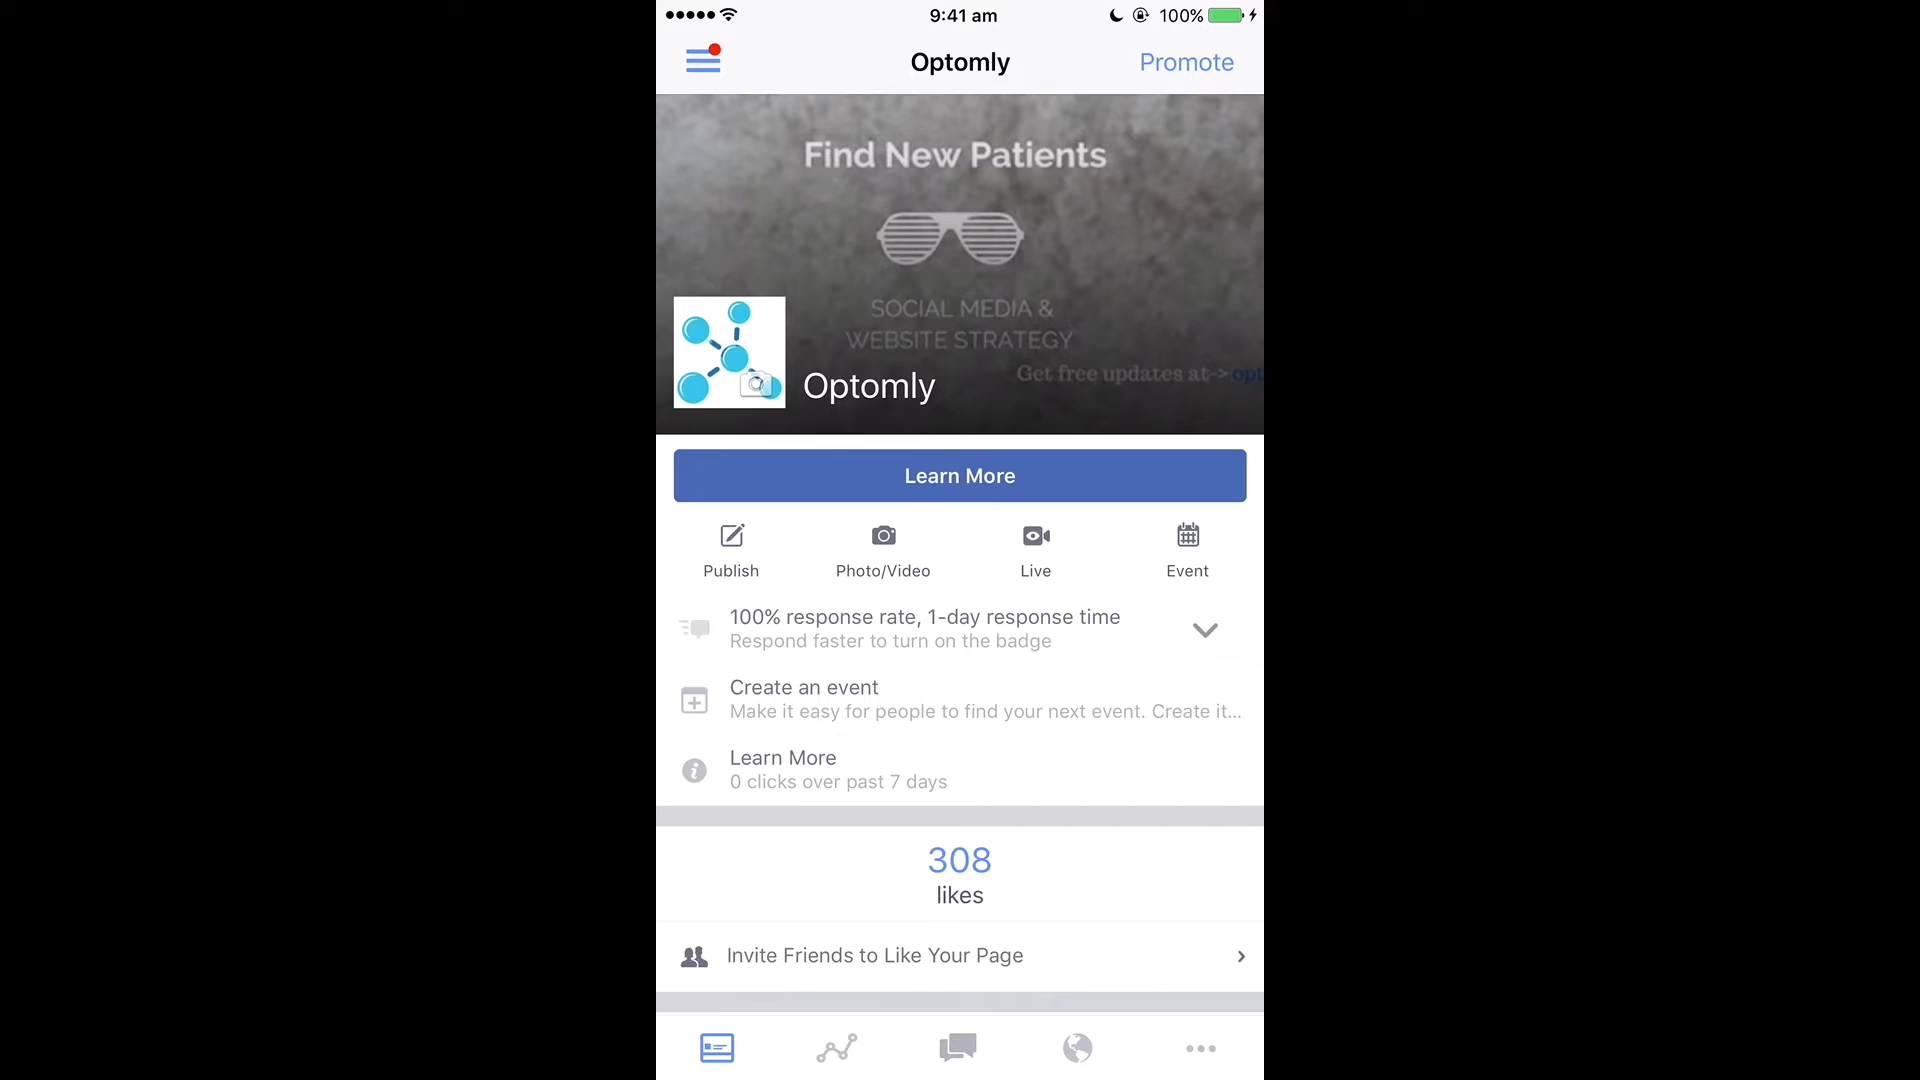 9:41 am
100%
Optomly
Promote
Find New Patients
SOCIAL MEDIA &
WEBSITE STRATEGY
Get free updates at-> opt
Optomly
Learn More
Publish
Photo/Video
Live
Event
100% response rate, 1-day response time
Respond faster to turn on the badge
Create an event
Make it easy for people to find your next event. Create it...
Learn More
0 clicks over past 7 days
308
likes
Invite Friends to Like Your Page